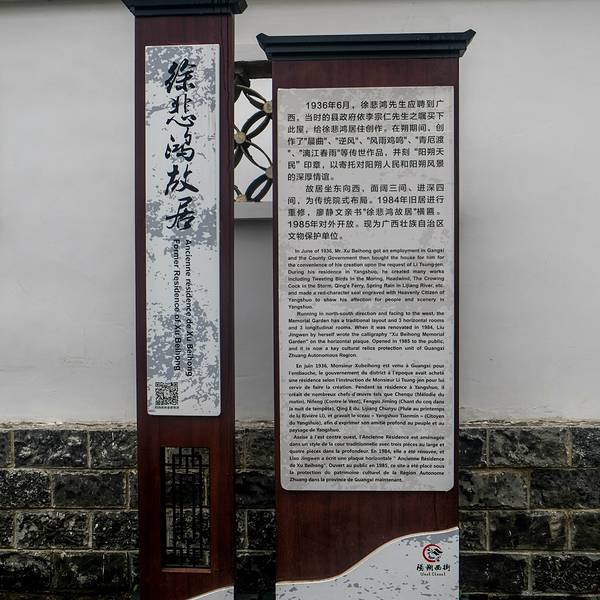 徐悲鸿故居
Ancienne résidence de Xu Beihong
Former Residence of Xu Beihong
1936年6月，徐悲鸿先生应聘到广
西，当时的县政府依李宗仁先生之嘱买下
此屋，给徐悲鸿居住创作。在朔期间，创
作了"晨曲"、"逆风"、"风雨鸡鸣"、"青厄渡
"、"漓江春雨"等传世作品，并刻"阳朔天
民"印章，以寄托对阳朔人民和阳朔风景
的深厚情谊。
故居坐东向西，面阔三间、进深四
间，为传统院式布局。1984年旧居进行
重修，廖静文亲书"徐悲鸿故居"横匾。
1985年对外开放。现为广西壮族自治区
文物保护单位。
In June of 1936, Mr. Xu Beihong got an employment in Gangxi
and the County Government then bought the house for him for
the convenience of his creation upon the request of Li Tsung-jen.
During his residence in Yangshuo, he created many works
including Tweeting Birds in the Moring, Headwind, The Crowing
Cock in the Storm, Qing'e Ferry, Spring Rain in Lijiang River, etc.
and made a red-character seal engraved with Heavenly Citizen of
Yangshuo to show his affection for people and scenery in
Yangshuo.
Running in north-south direction and facing to the west, the
Memorial Garden has a traditional layout and 3 horizontal rooms
and 3 longitudinal rooms. When it was renovated in 1984, Liu
Jingwen by herself wrote the calligraphy "Xu Beihong Memorial
Garden" on the horizontal plaque. Opened in 1985 to the public,
and it is now a key cultural relics protection unit of Guangxi
Zhuang Autonomous Region.
En juin 1936, Monsieur Xubeihong est venu à Guangxi pour
l'embauche, le gouvernement du district à l'époque avait acheté
une résidence selon l'instruction de Monsieur Li Tsung-jen pour lui
servir de faire la création. Pendant sa résidence à Yangshuo, il
créait de nombreux chefs d'œuvre tels que Chenqu (Mélodie du
matin), Nifeng (Contre le Vent), Fengyu Jiming (Chant du coq dans
la nuit de tempête), Qing E du, Lijiang Chunyu (Pluie au printemps
de la Rivière Li), et gravait le sceau « Yangshuo Tianmin » (Citoyen
du Yangshuo), afin d'exprimer son amitié profond au peuple et au
paysage de Yangshuo.
Assise à l'est contre ouest, l'Ancienne Résidence est aménagée
dans un style de la cour traditionnelle avec trois pièces au large et
quatre pièces dans la profondeur. En 1984, elle a été rénovée, et
Liao Jingwen a écrit une plaque horizontale " Ancienne Résidence
de Xu Beihong". Ouvert au public en 1985, ce site a été placé sous
la protection du patrimoine culturel de la Région Autonome
Zhuang dans la province de Guangxi maintenant.
阳朔西街
West Street